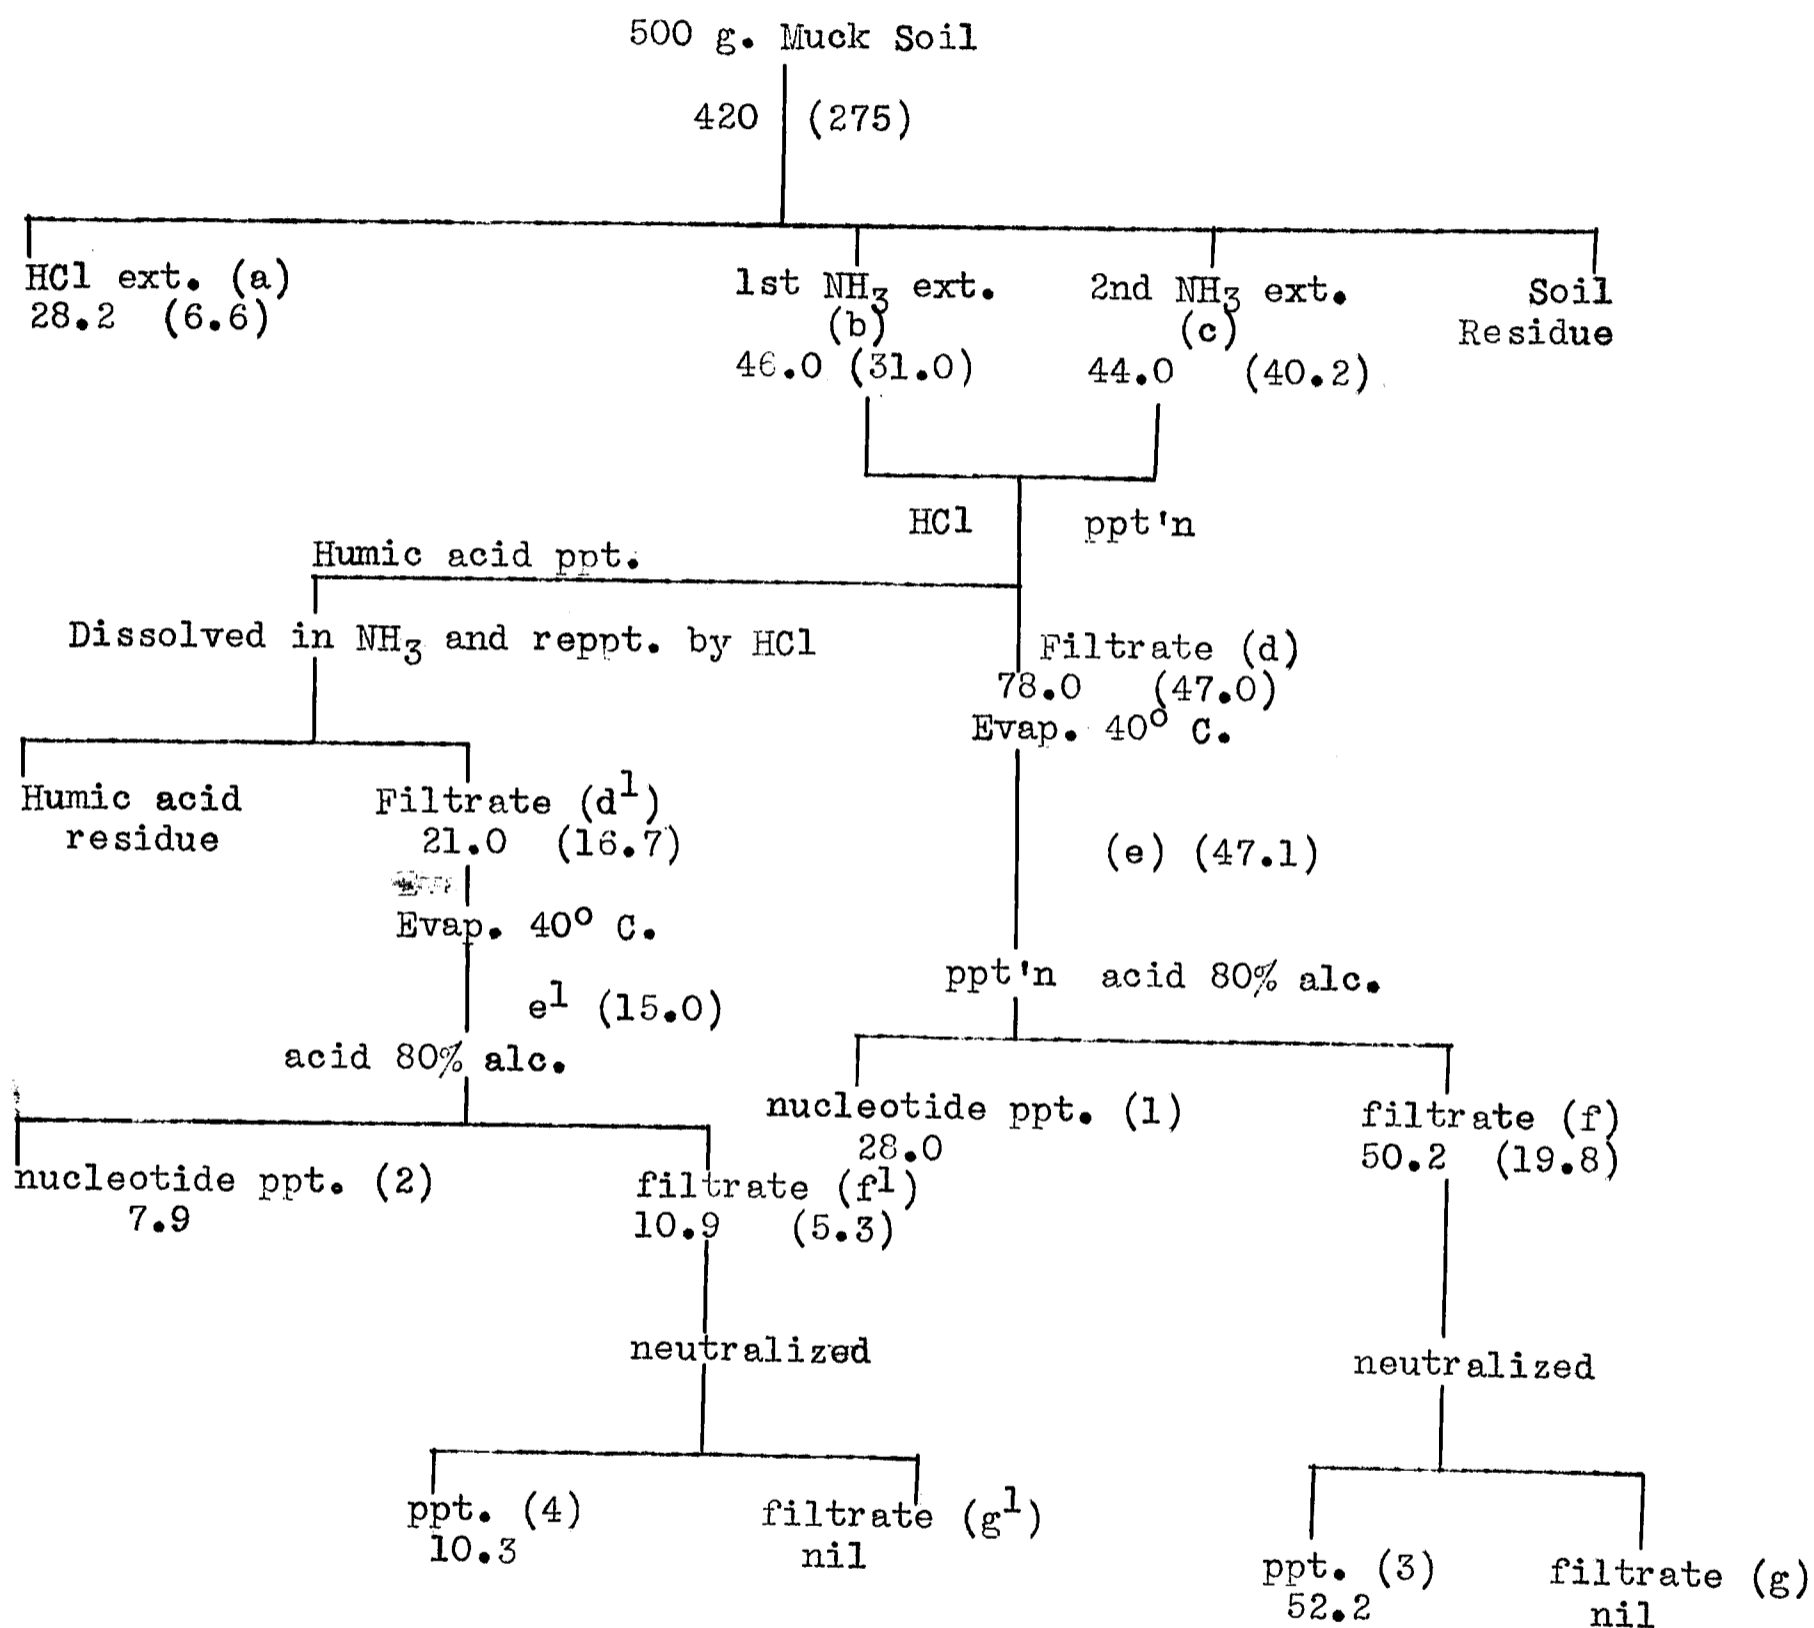 500 g. Muck Soil
420 (275)
HCl ext. (a)
28.2 (6.6)
1st NH3 ext.
(b)
46.0 (31.0)
2nd NH3 ext.
(c)
44.0 (40.2)
Soil
Residue
HCl ppt'n
Humic acid ppt.
Dissolved in NH3 and reppt. by HCl
Filtrate (d)
78.0 (47.0)
Evap. 40° C.
Humic acid
residue
Filtrate (d1)
21.0 (16.7)
(e) (47.1)
Evap. 40° C.
ppt'n acid 80% alc.
e1 (15.0)
acid 80% alc.
nucleotide ppt. (1)
28.0
filtrate (f)
50.2 (19.8)
nucleotide ppt. (2)
7.9
filtrate (f1)
10.9 (5.3)
neutralized
neutralized
ppt. (4)
10.3
filtrate (g1)
nil
ppt. (3)
52.2
filtrate (g)
nil